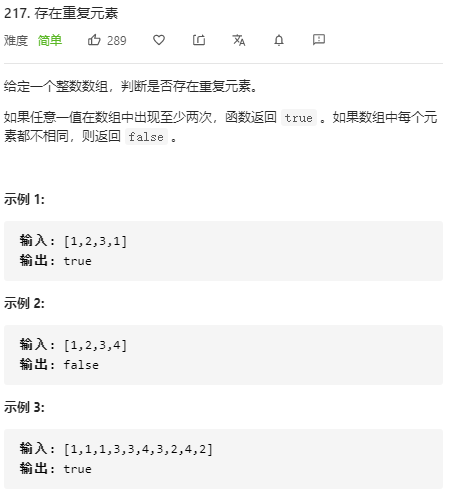 217. 存在重复元素
难度 简单 289
给定一个整数数组，判断是否存在重复元素。
如果任意一值在数组中出现至少两次，函数返回 true 。如果数组中每个元
素都不相同，则返回 false 。
示例 1:
输入: [1,2,3,1]
输出: true
示例 2:
输入: [1,2,3,4]
输出: false
示例 3:
输入: [1,1,1,3,3,4,3,2,4,2]
输出: true